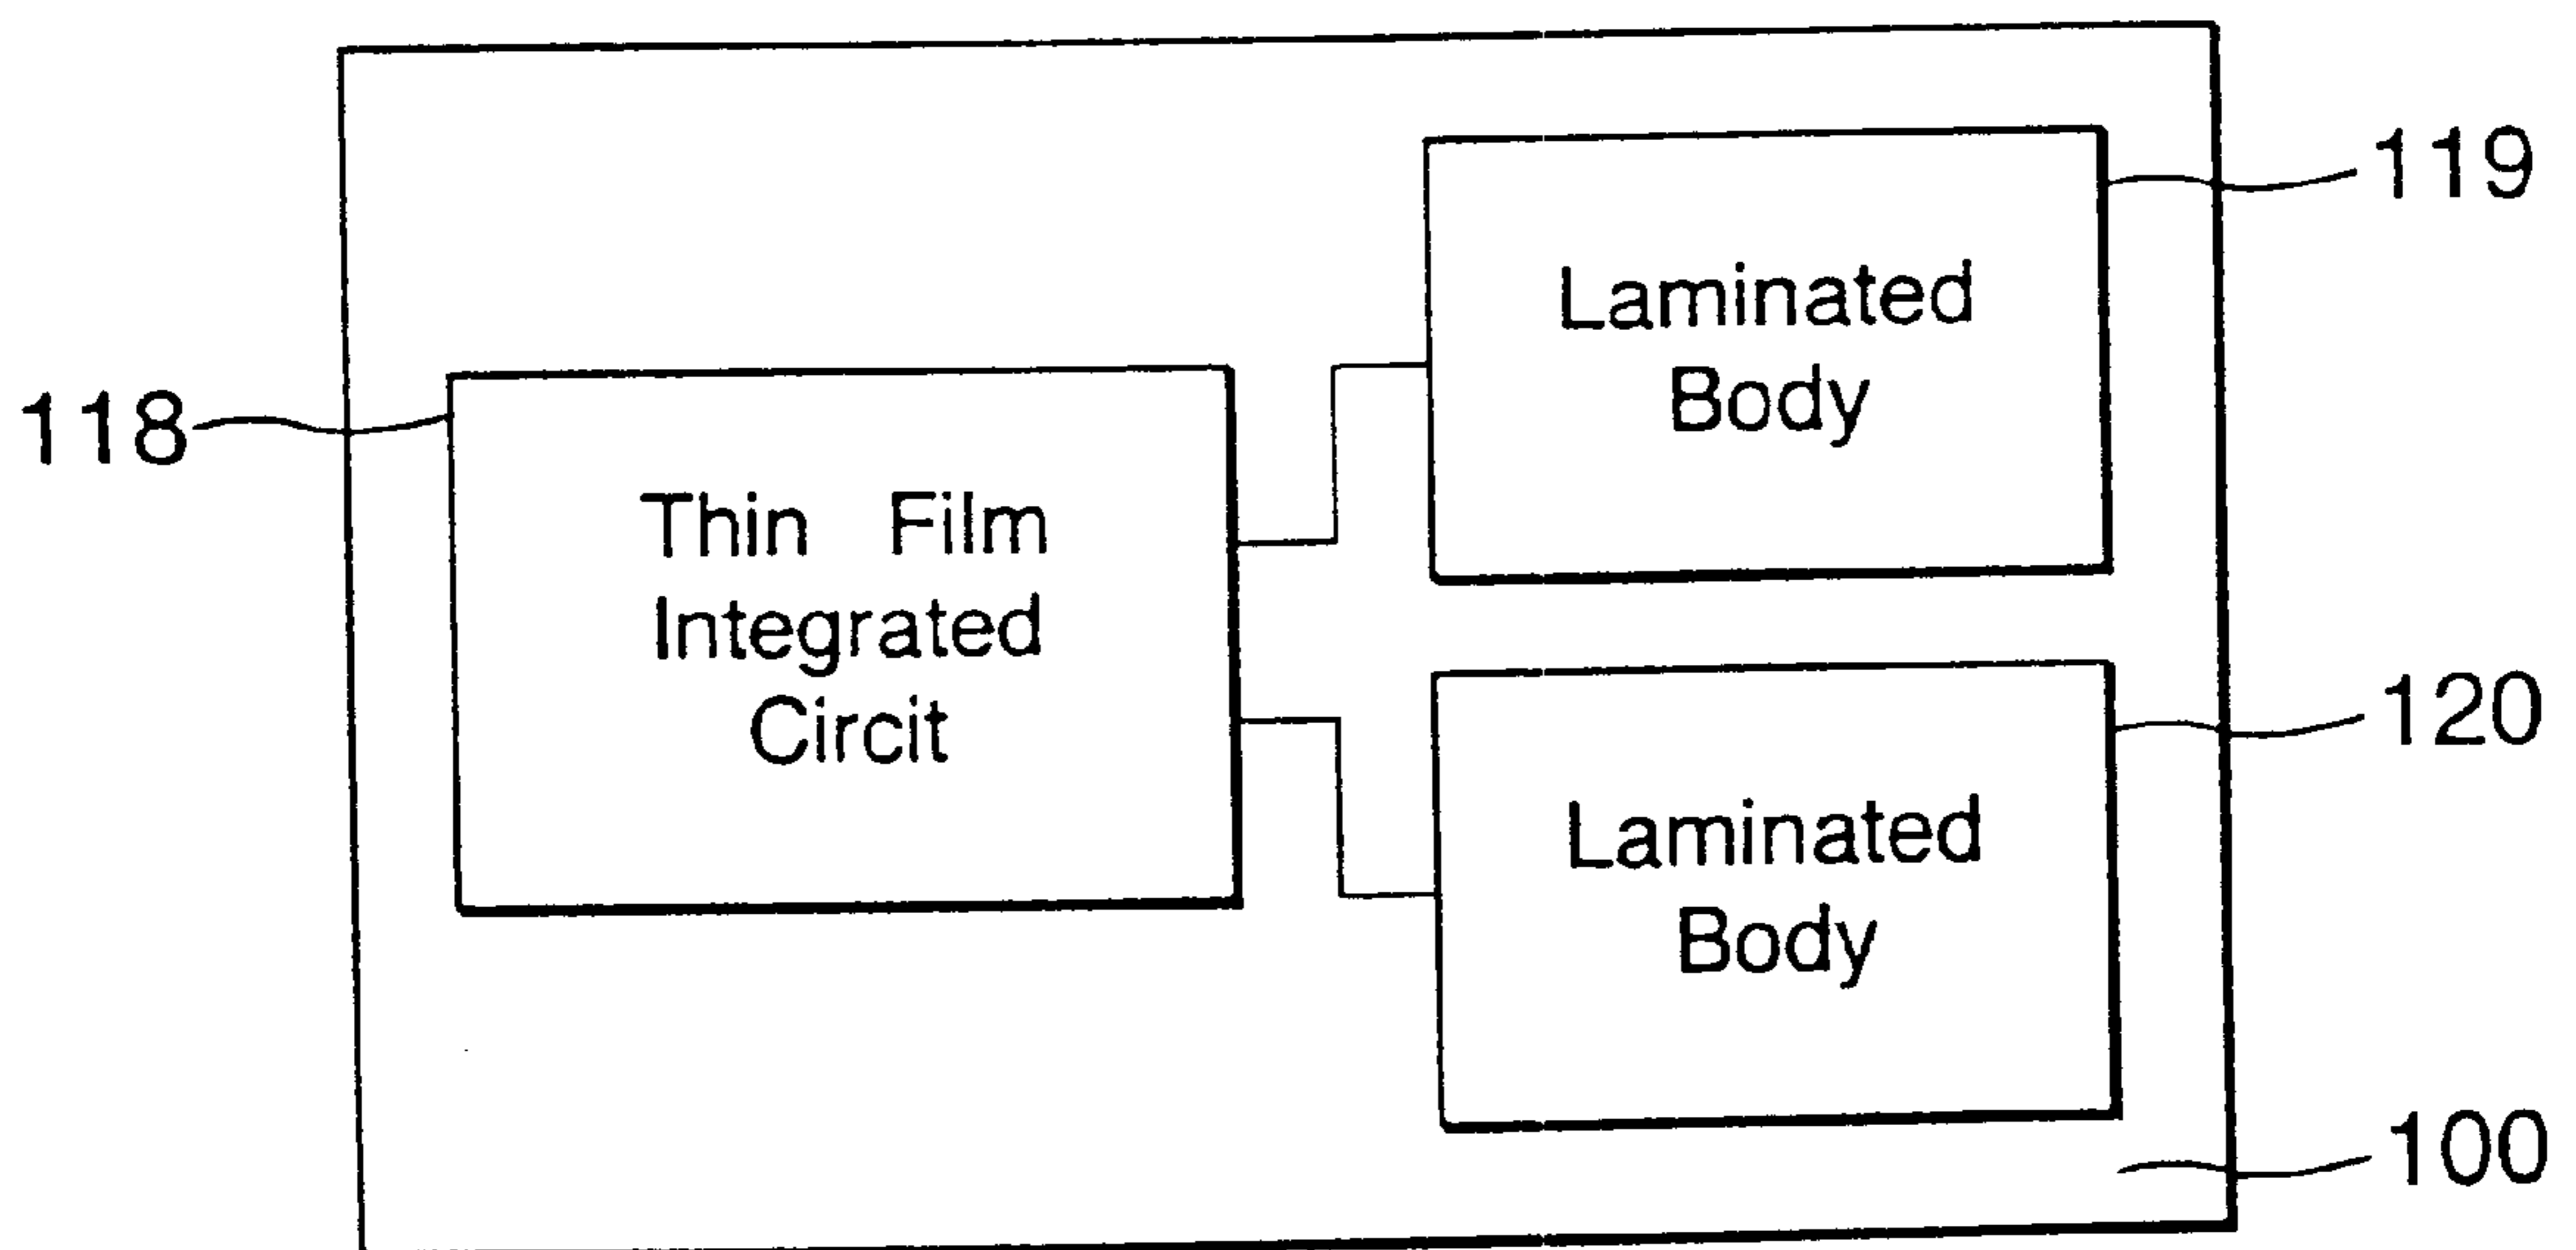 119
Laminated
Body
118
Thin Film
Integrated
Circit
120
Laminated
Body
100